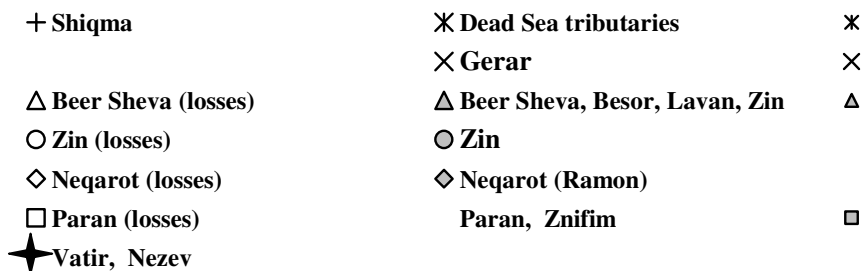 Shiqma Dead Sea tributaries
Gerar
Beer Sheva (losses) Beer Sheva, Besor, Lavan, Zin
Zin (losses) Zin
Neqarot (losses) Neqarot (Ramon)
Paran (losses) Paran, Znifim
Vatir, Nezev